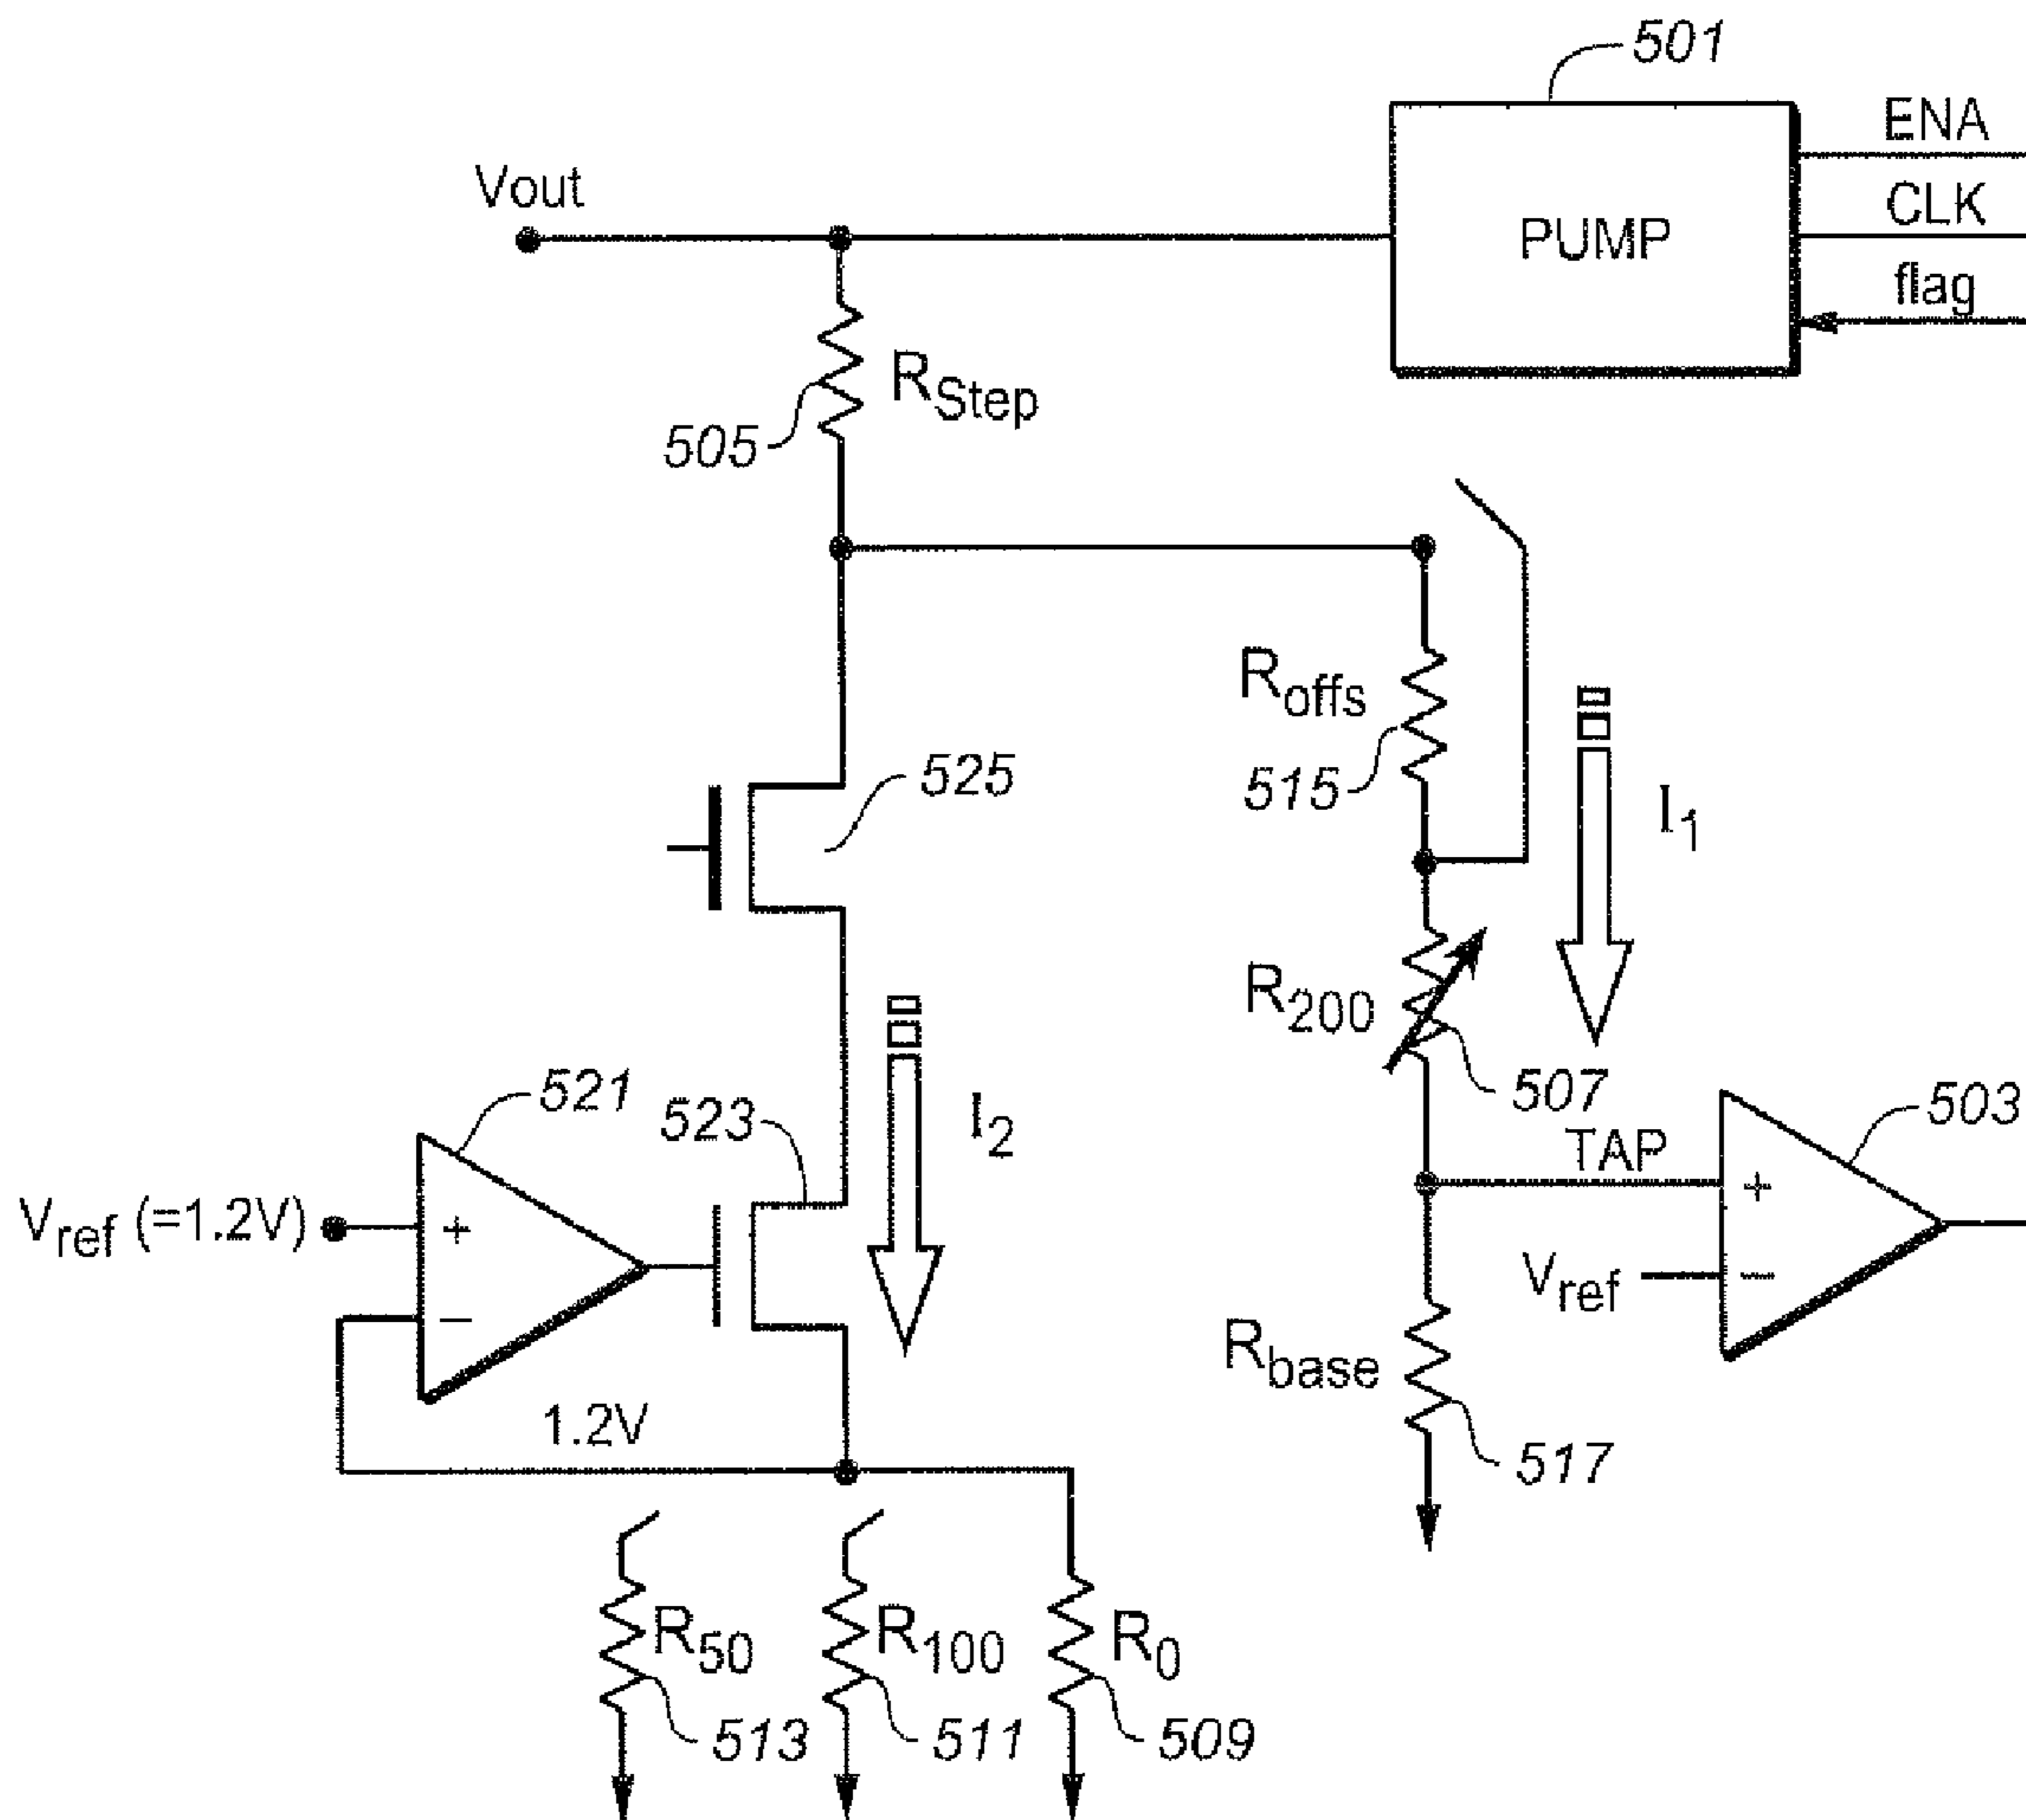 501
ENA
Vout
CLK
PUMP
flag
RStep
505
Roffs
525
515
I1
R200
521
507
523
I2
TAP
503
+
Vref (=1.2V)
+
Vref
−
−
Rbase
1.2V
517
R50
R100
R0
513
511
509